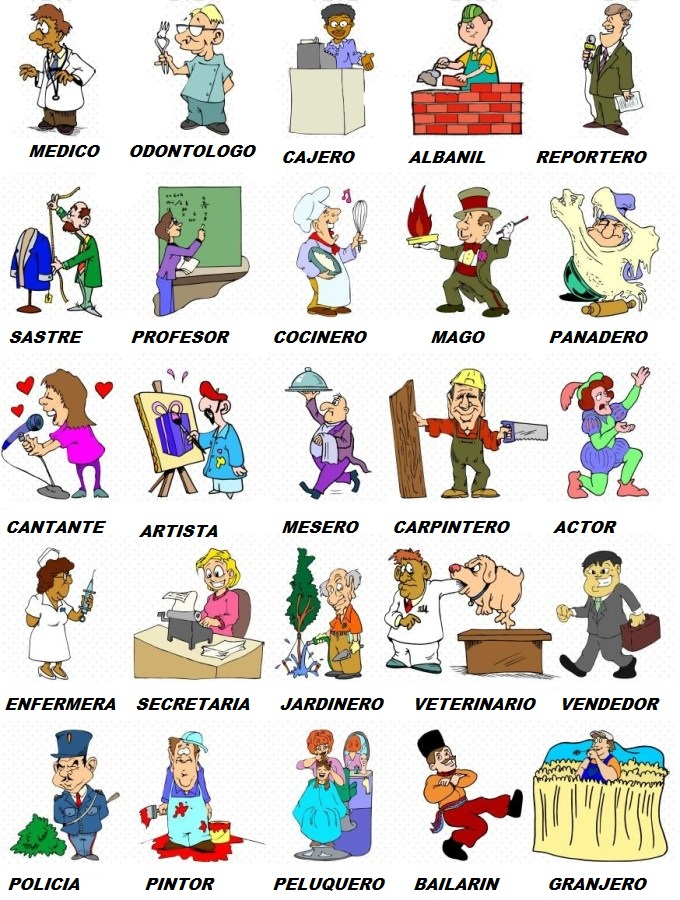 MEDICO ODONTOLOGO CAJERO ALBANIL REPORTERO
SASTRE PROFESOR COCINERO MAGO PANADERO
CANTANTE ARTISTA MESERO CARPINTERO ACTOR
ENFERMERA SECRETARIA JARDINERO VETERINARIO VENDEDOR
POLICIA PINTOR PELUQUERO BAILARIN GRANJERO